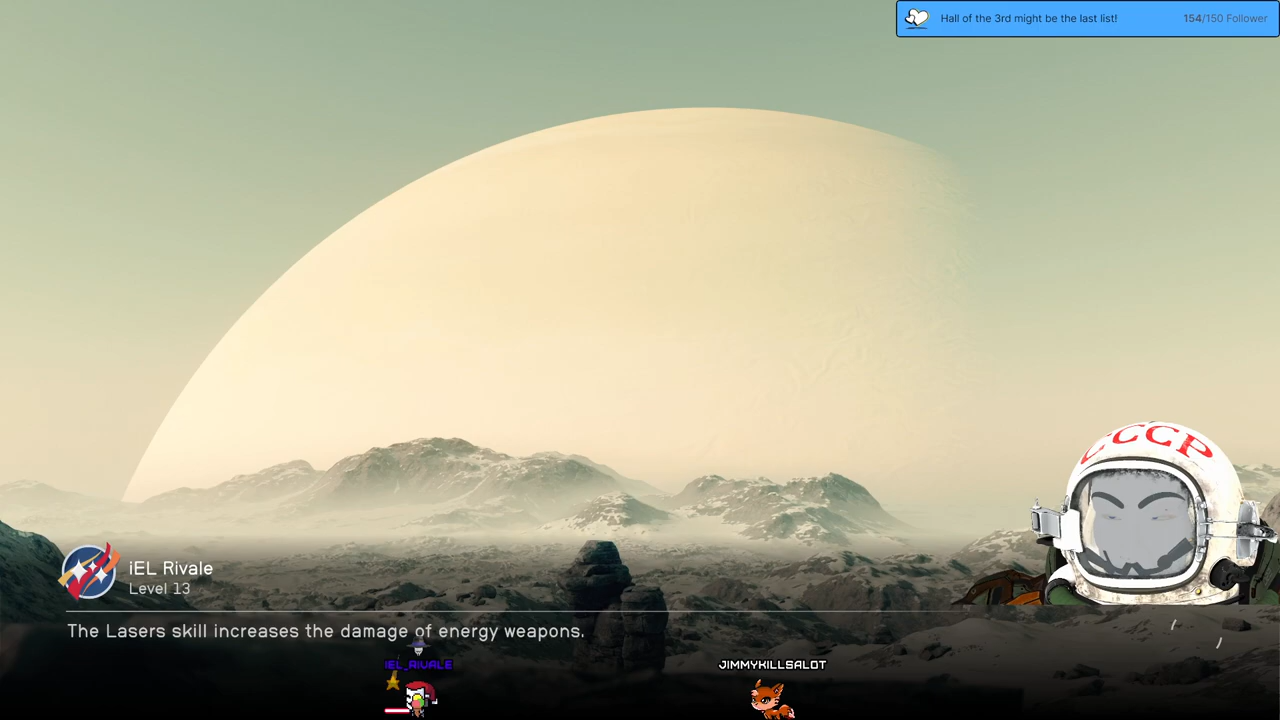 Hall of the 3rd might be the last list!
154/150 Follower
CCCP
iEL Rivale
Level 13
The Lasers skill increases the damage of energy weapons.
IEL_RIVALE
JIMMYKILLSALOT